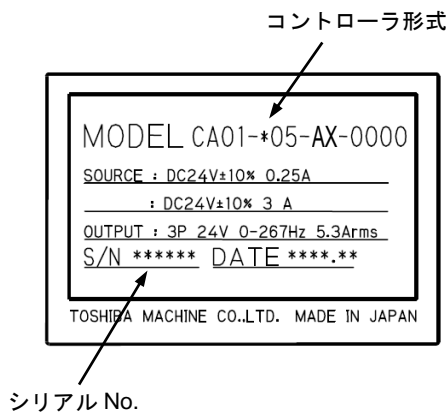 コントローラ形式
MODEL CA01-*05-AX-0000
SOURCE : DC24V±10% 0.25A
: DC24V±10% 3 A
OUTPUT : 3P 24V 0-267Hz 5.3Arms
S/N ****** DATE ****.**
TOSHIBA MACHINE CO.,LTD. MADE IN JAPAN
シリアル No.